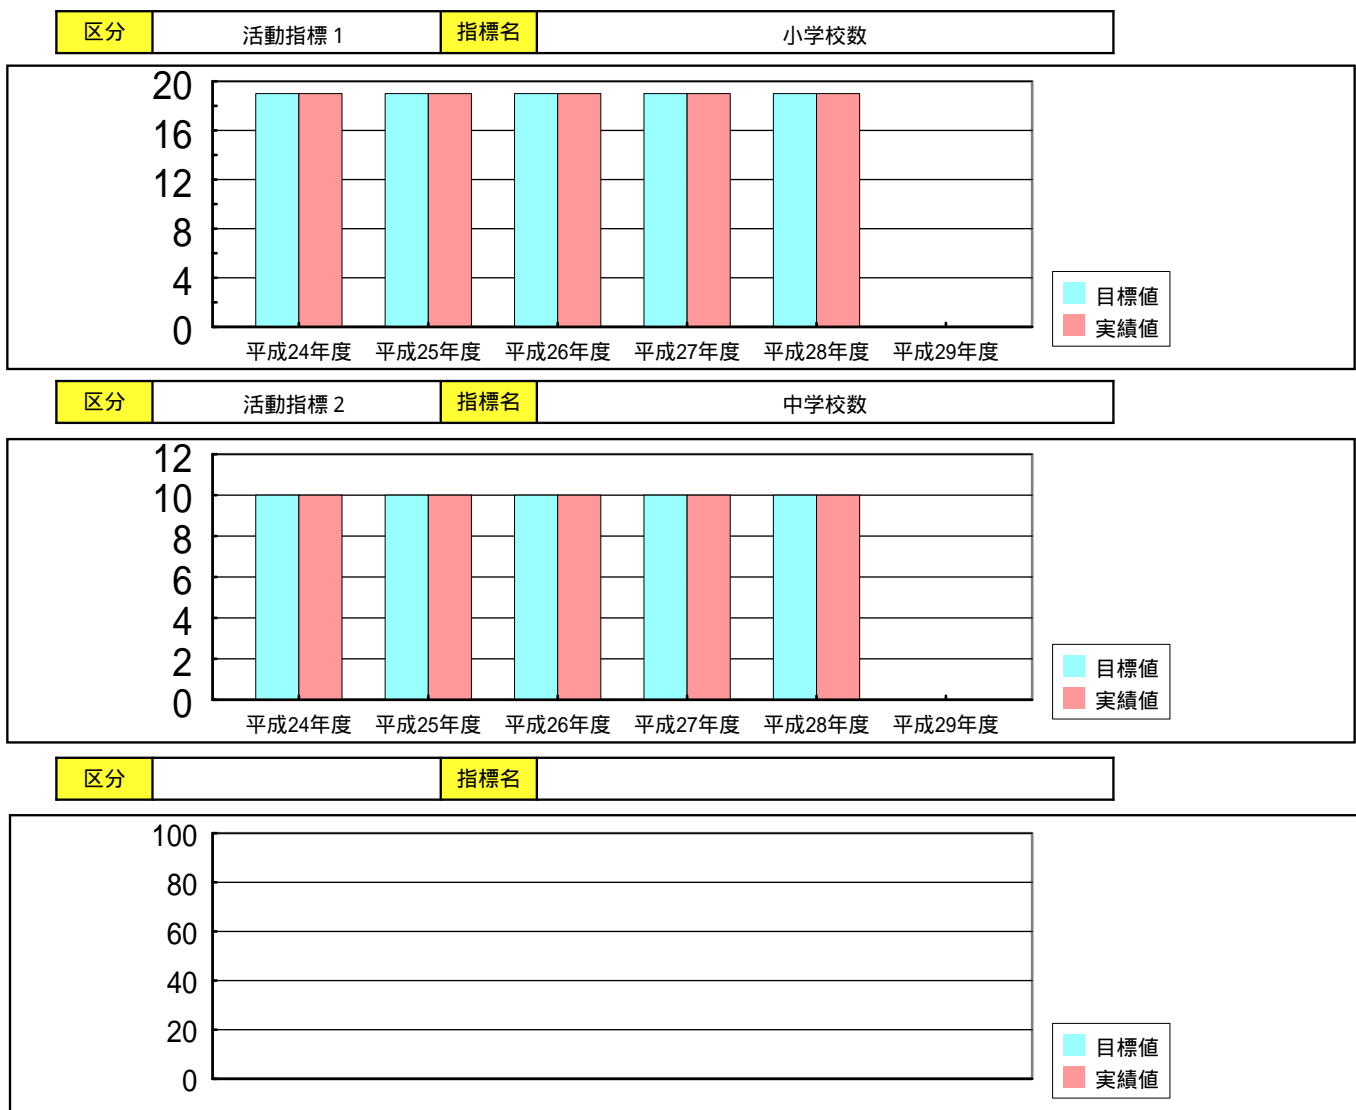 区分 活動指標1 指標名 小学校数
20
16
12
8
4
0
平成24年度 平成25年度 平成26年度 平成27年度 平成28年度 平成29年度
目標値
実績値
区分 活動指標2 指標名 中学校数
12
10
8
6
4
2
0
平成24年度 平成25年度 平成26年度 平成27年度 平成28年度 平成29年度
目標値
実績値
区分 指標名
100
80
60
40
20
0
目標値
実績値